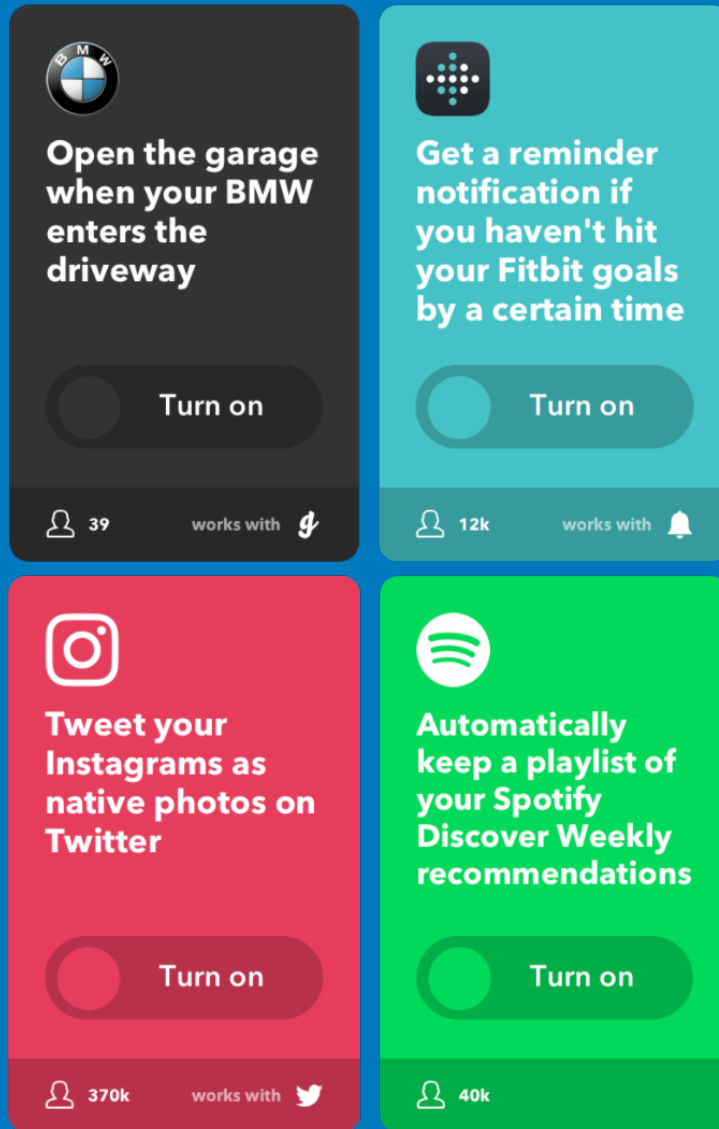 BMW
Open the garage
when your BMW
enters the
driveway
Turn on
39
works with g
Get a reminder
notification if
you haven't hit
your Fitbit goals
by a certain time
Turn on
12k
works with
Tweet your
Instagrams as
native photos on
Twitter
Turn on
370k
works with
Automatically
keep a playlist of
your Spotify
Discover Weekly
recommendations
Turn on
40k